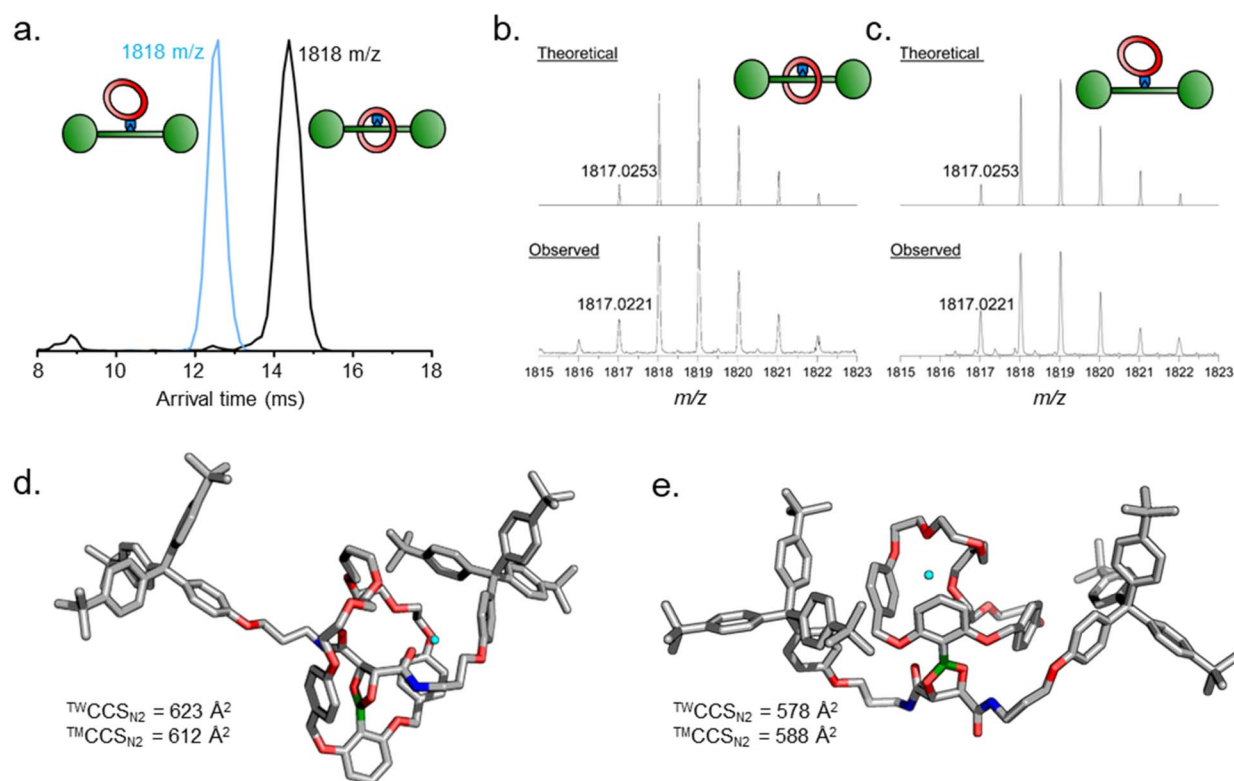 a.
1818 m/z
1818 m/z
8 10 12 14 16 18
Arrival time (ms)
b.
Theoretical
1817.0253
Observed
1817.0221
1815 1816 1817 1818 1819 1820 1821 1822 1823
m/z
c.
Theoretical
1817.0253
Observed
1817.0221
1815 1816 1817 1818 1819 1820 1821 1822 1823
m/z
d.
TWCCSN2 = 623 Å2
TMCCSN2 = 612 Å2
e.
TWCCSN2 = 578 Å2
TMCCSN2 = 588 Å2